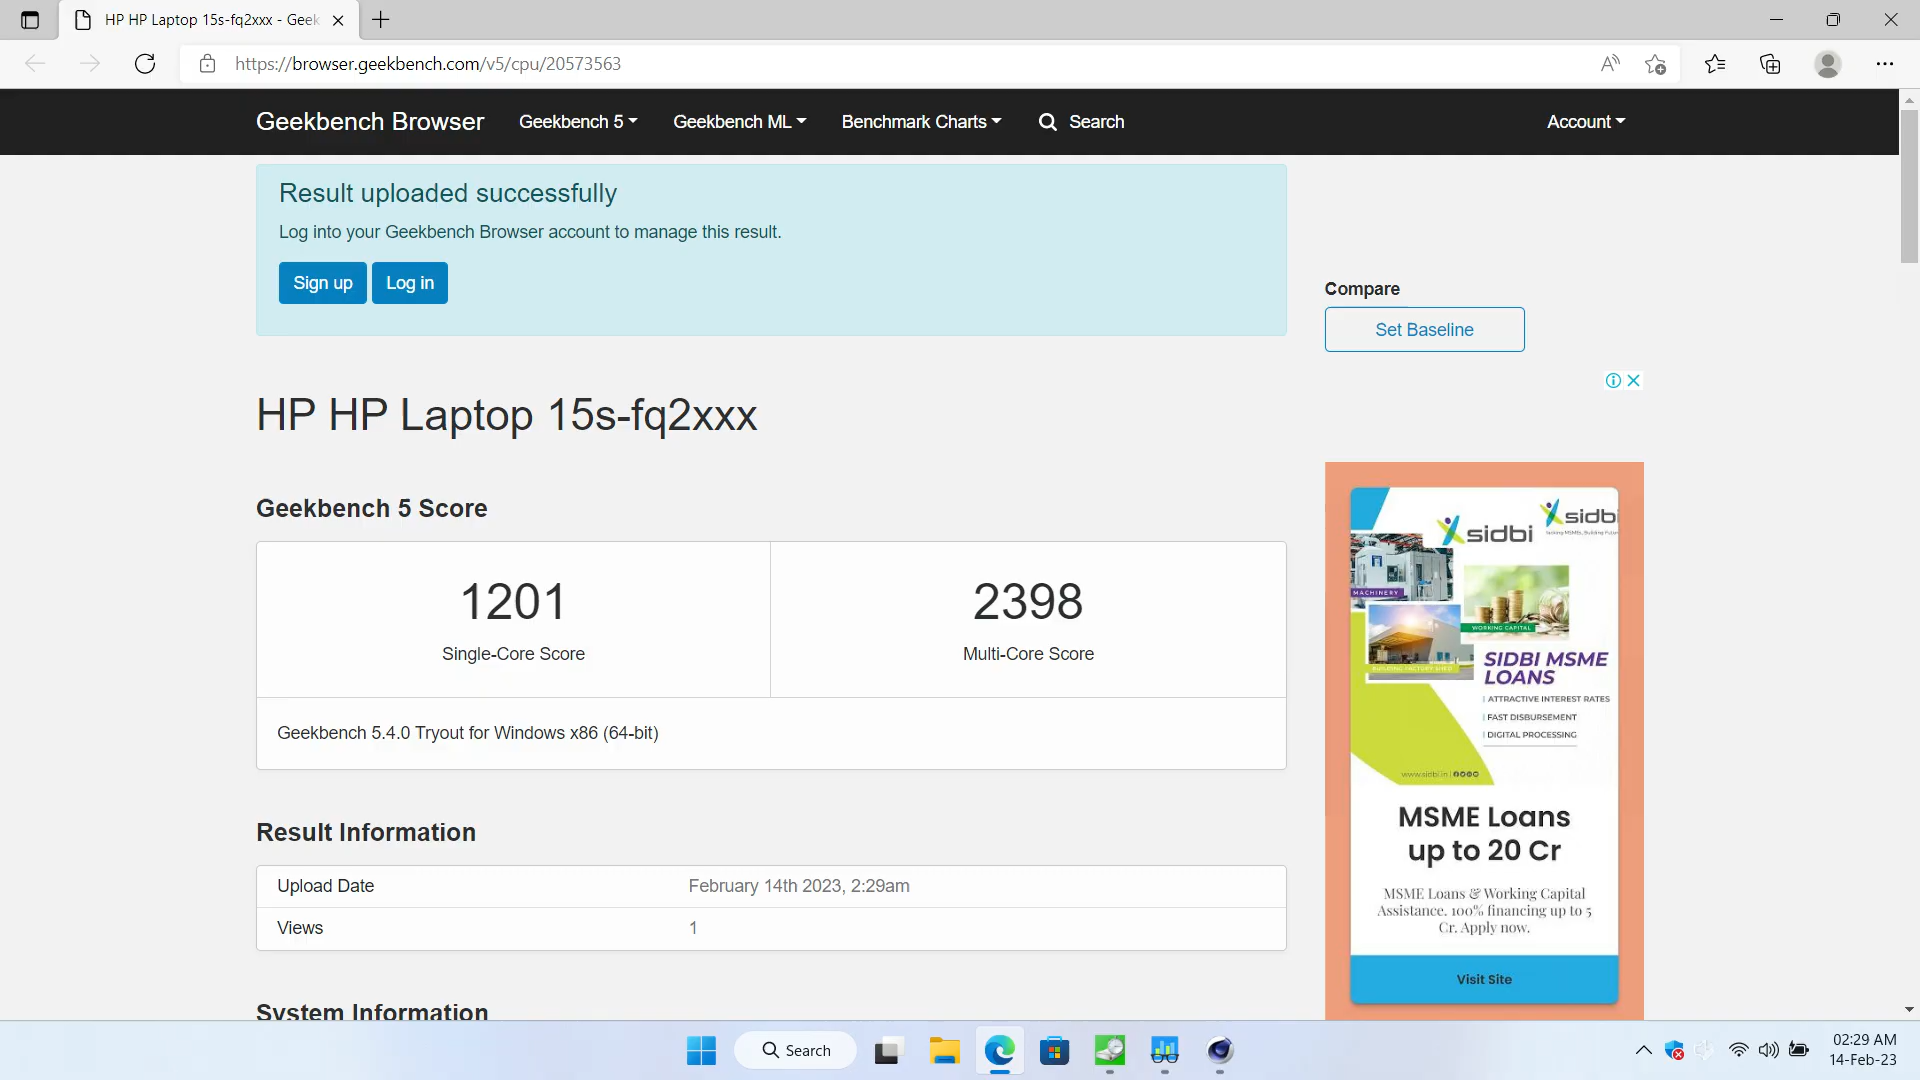 HP HP Laptop 15s-fq2xxx - Geek
https://browser.geekbench.com/v5/cpu/20573563
Geekbench Browser
Geekbench 5
Geekbench ML
Benchmark Charts
Search
Account
Result uploaded successfully
Log into your Geekbench Browser account to manage this result.
Sign up
Log in
Compare
Set Baseline
HP HP Laptop 15s-fq2xxx
Geekbench 5 Score
1201
Single-Core Score
2398
Multi-Core Score
Geekbench 5.4.0 Tryout for Windows x86 (64-bit)
Result Information
Upload Date
February 14th 2023, 2:29am
Views
1
System Information
sidbi
sidbi
MACHINERY
WORKING CAPITAL
BUILDING FACTORY SHED
SIDBI MSME
LOANS
ATTRACTIVE INTEREST RATES
FAST DISBURSEMENT
DIGITAL PROCESSING
www.sidbi.in
MSME Loans
up to 20 Cr
MSME Loans & Working Capital
Assistance. 100% financing up to 5
Cr. Apply now.
Visit Site
Search
02:29 AM
14-Feb-23